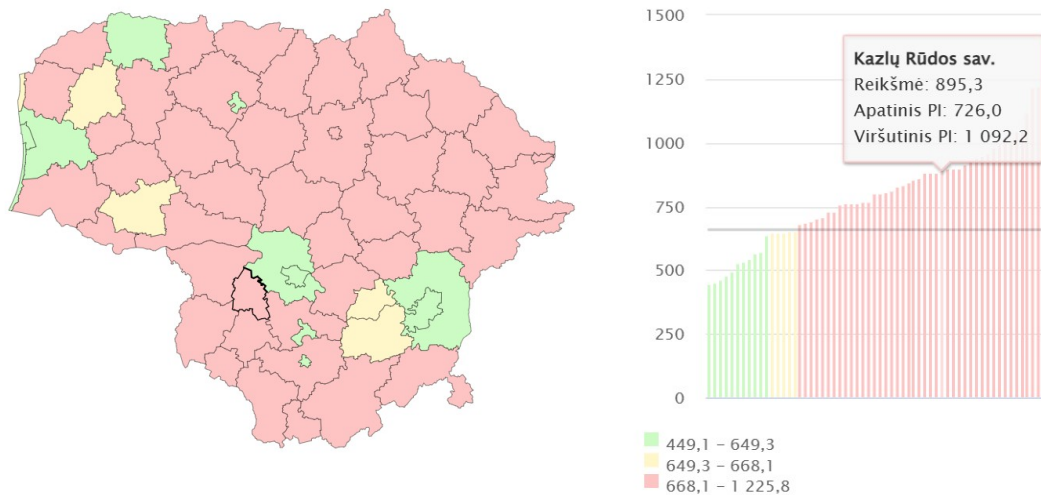 1500
1250
1000
750
500
250
0
Kazlų Rūdos sav.
Reikšmė: 895,3
Apatinis PI: 726,0
Viršutinis PI: 1 092,2
449,1 – 649,3
649,3 – 668,1
668,1 – 1 225,8